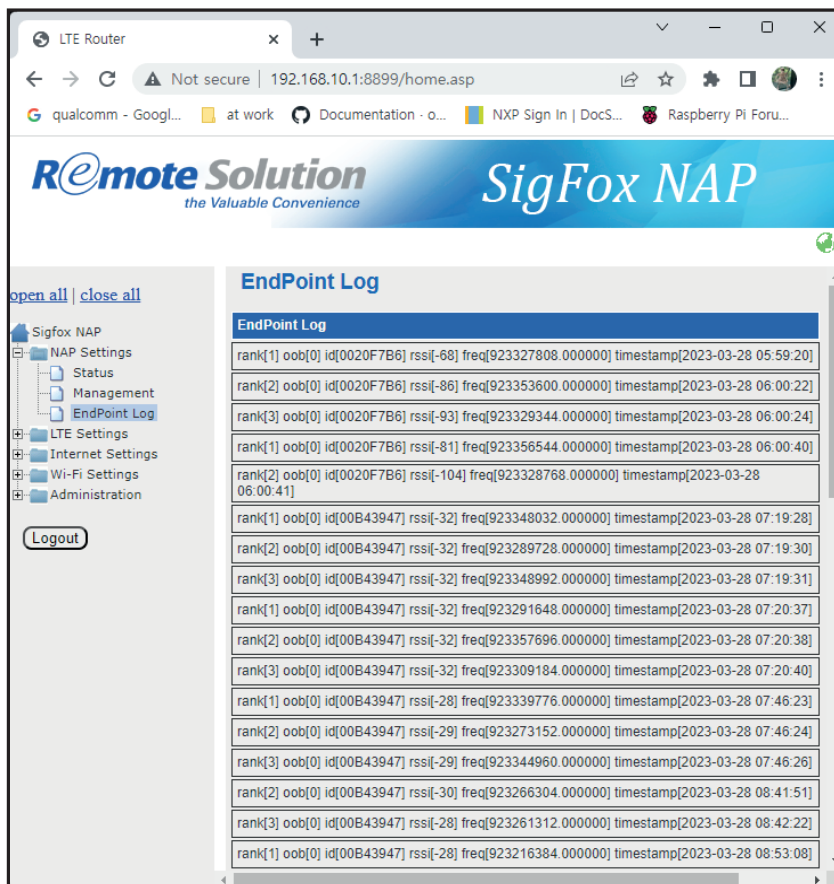 LTE Router
Not secure | 192.168.10.1:8899/home.asp
qualcomm - Googl... at work Documentation · o... NXP Sign In | DocS... Raspberry Pi Foru...
Remote Solution
the Valuable Convenience
SigFox NAP
open all | close all
Sigfox NAP
NAP Settings
Status
Management
EndPoint Log
LTE Settings
Internet Settings
Wi-Fi Settings
Administration
Logout
EndPoint Log
EndPoint Log
rank[1] oob[0] id[0020F7B6] rssi[-68] freq[923327808.000000] timestamp[2023-03-28 05:59:20]
rank[2] oob[0] id[0020F7B6] rssi[-86] freq[923353600.000000] timestamp[2023-03-28 06:00:22]
rank[3] oob[0] id[0020F7B6] rssi[-93] freq[923329344.000000] timestamp[2023-03-28 06:00:24]
rank[1] oob[0] id[0020F7B6] rssi[-81] freq[923356544.000000] timestamp[2023-03-28 06:00:40]
rank[2] oob[0] id[0020F7B6] rssi[-104] freq[923328768.000000] timestamp[2023-03-28
06:00:41]
rank[1] oob[0] id[00B43947] rssi[-32] freq[923348032.000000] timestamp[2023-03-28 07:19:28]
rank[2] oob[0] id[00B43947] rssi[-32] freq[923289728.000000] timestamp[2023-03-28 07:19:30]
rank[3] oob[0] id[00B43947] rssi[-32] freq[923348992.000000] timestamp[2023-03-28 07:19:31]
rank[1] oob[0] id[00B43947] rssi[-32] freq[923291648.000000] timestamp[2023-03-28 07:20:37]
rank[2] oob[0] id[00B43947] rssi[-32] freq[923357696.000000] timestamp[2023-03-28 07:20:38]
rank[3] oob[0] id[00B43947] rssi[-32] freq[923309184.000000] timestamp[2023-03-28 07:20:40]
rank[1] oob[0] id[00B43947] rssi[-28] freq[923339776.000000] timestamp[2023-03-28 07:46:23]
rank[2] oob[0] id[00B43947] rssi[-29] freq[923273152.000000] timestamp[2023-03-28 07:46:24]
rank[3] oob[0] id[00B43947] rssi[-29] freq[923344960.000000] timestamp[2023-03-28 07:46:26]
rank[2] oob[0] id[00B43947] rssi[-30] freq[923266304.000000] timestamp[2023-03-28 08:41:51]
rank[3] oob[0] id[00B43947] rssi[-28] freq[923261312.000000] timestamp[2023-03-28 08:42:22]
rank[1] oob[0] id[00B43947] rssi[-28] freq[923216384.000000] timestamp[2023-03-28 08:53:08]